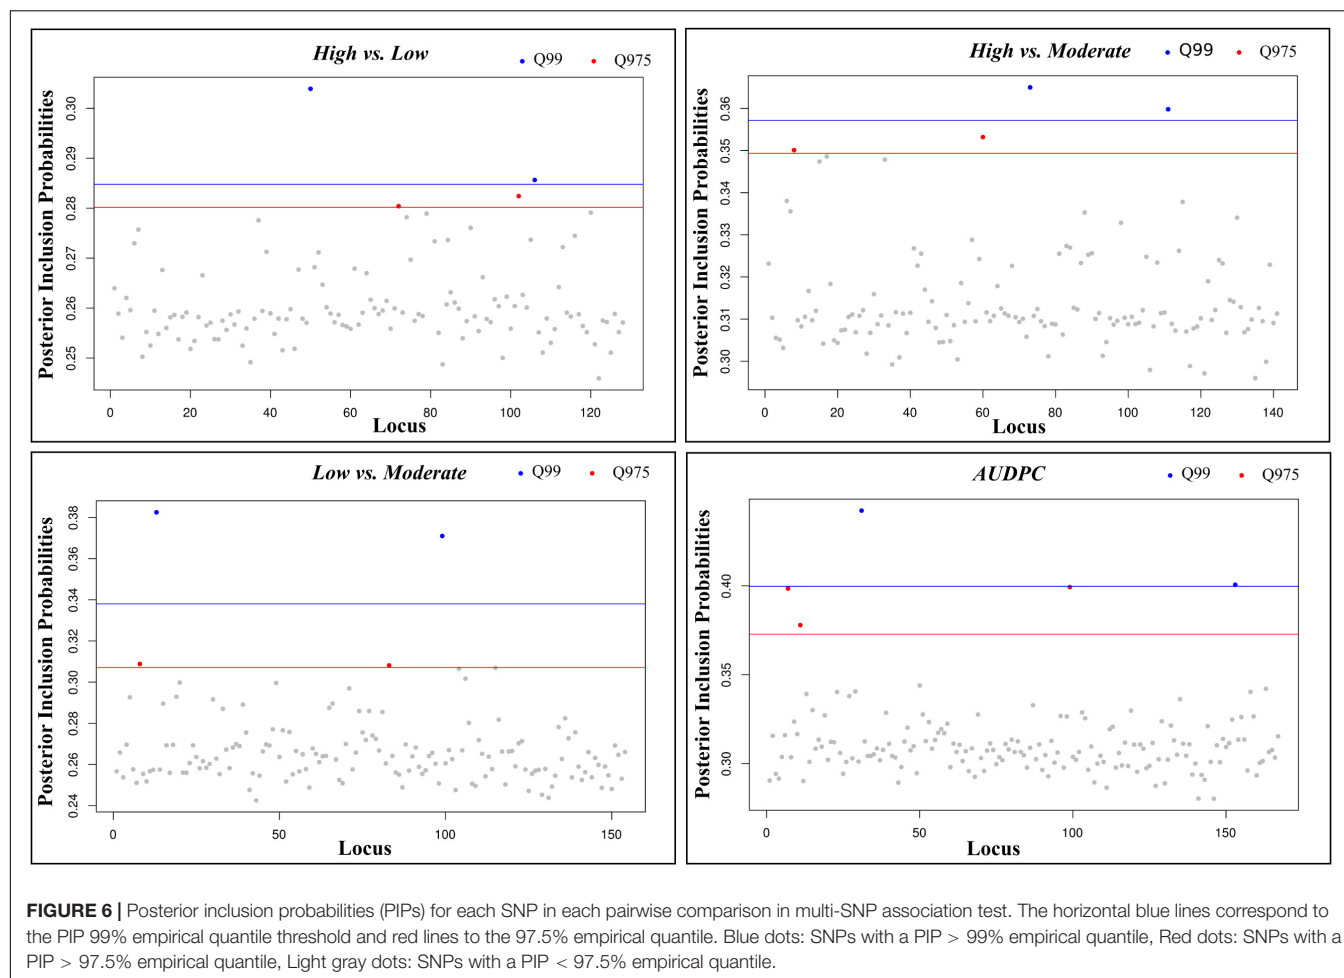 High vs. Low
Q99
Q975
Posterior Inclusion Probabilities
0.30
0.29
0.28
0.27
0.26
0.25
0
20
40
60
80
100
120
Locus
High vs. Moderate
Q99
Q975
Posterior Inclusion Probabilities
0.36
0.35
0.34
0.33
0.32
0.31
0.30
0
20
40
60
80
100
120
140
Locus
Low vs. Moderate
Q99
Q975
Posterior Inclusion Probabilities
0.38
0.36
0.34
0.32
0.30
0.28
0.26
0.24
0
50
100
150
Locus
AUDPC
Q99
Q975
Posterior Inclusion Probabilities
0.40
0.35
0.30
0
50
100
150
Locus
FIGURE 6 | Posterior inclusion probabilities (PIPs) for each SNP in each pairwise comparison in multi-SNP association test. The horizontal blue lines correspond to
the PIP 99% empirical quantile threshold and red lines to the 97.5% empirical quantile. Blue dots: SNPs with a PIP > 99% empirical quantile, Red dots: SNPs with a
PIP > 97.5% empirical quantile, Light gray dots: SNPs with a PIP < 97.5% empirical quantile.